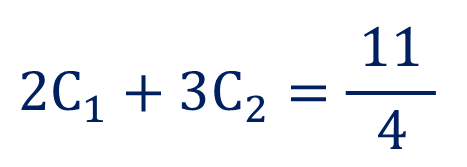 2C₁ + 3C₂ = 11/4